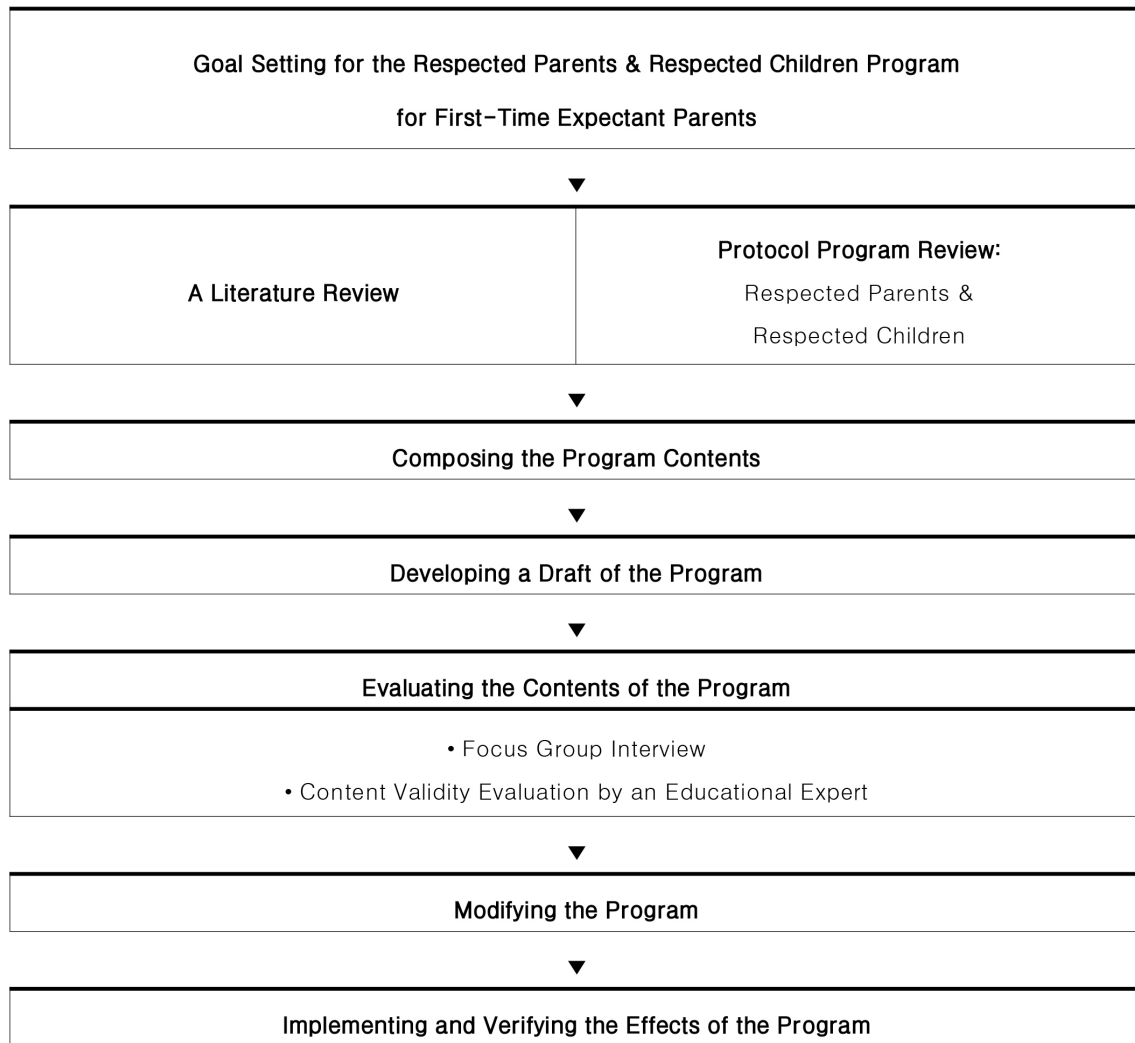 Goal Setting for the Respected Parents & Respected Children Program
for First-Time Expectant Parents
▼
A Literature Review
Protocol Program Review:
Respected Parents &
Respected Children
▼
Composing the Program Contents
▼
Developing a Draft of the Program
▼
Evaluating the Contents of the Program
• Focus Group Interview
• Content Validity Evaluation by an Educational Expert
▼
Modifying the Program
▼
Implementing and Verifying the Effects of the Program